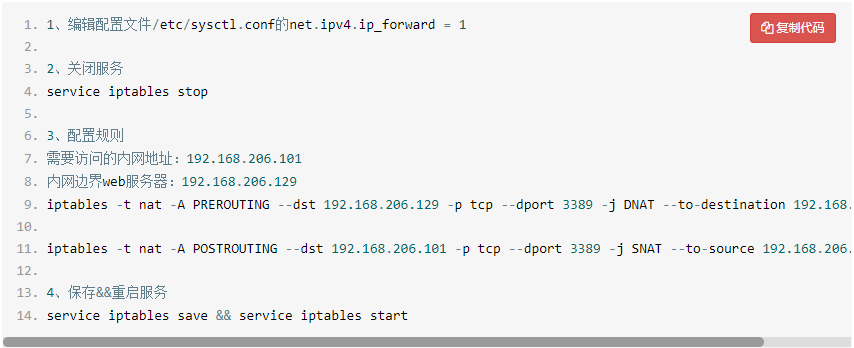 复制代码
1. 1、编辑配置文件/etc/sysctl.conf的net.ipv4.ip_forward = 1
2.
3. 2、关闭服务
4. service iptables stop
5.
6. 3、配置规则
7. 需要访问的内网地址：192.168.206.101
8. 内网边界web服务器：192.168.206.129
9. iptables -t nat -A PREROUTING --dst 192.168.206.129 -p tcp --dport 3389 -j DNAT --to-destination 192.168.
10.
11. iptables -t nat -A POSTROUTING --dst 192.168.206.101 -p tcp --dport 3389 -j SNAT --to-source 192.168.206.
12.
13. 4、保存&&重启服务
14. service iptables save && service iptables start